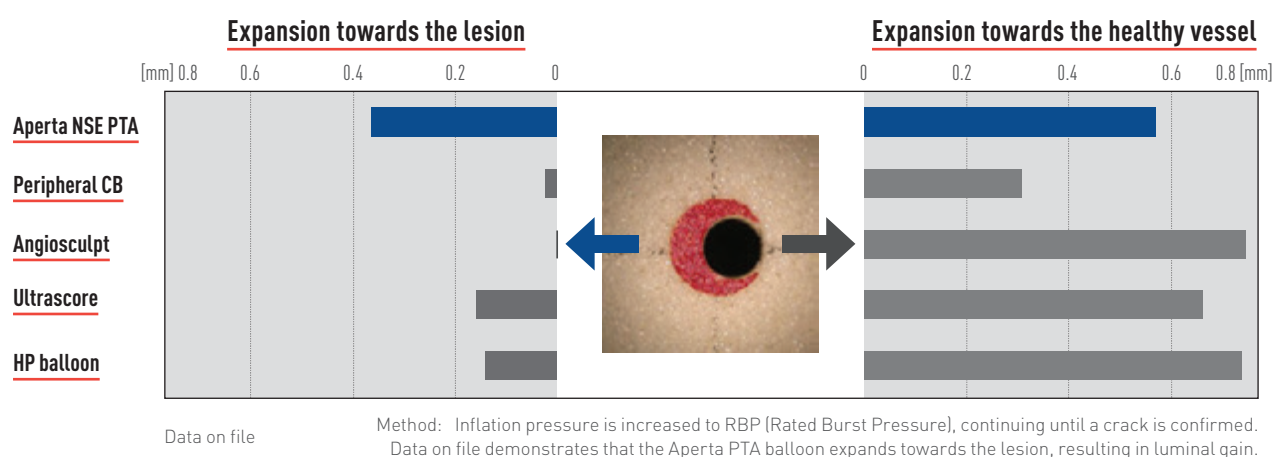 Expansion towards the lesion
Expansion towards the healthy vessel
[mm] 0.8 0.6 0.4 0.2 0
0 0.2 0.4 0.6 0.8 [mm]
Aperta NSE PTA
Peripheral CB
Angiosculpt
Ultrascore
HP balloon
Data on file
Method: Inflation pressure is increased to RBP (Rated Burst Pressure), continuing until a crack is confirmed.
Data on file demonstrates that the Aperta PTA balloon expands towards the lesion, resulting in luminal gain.